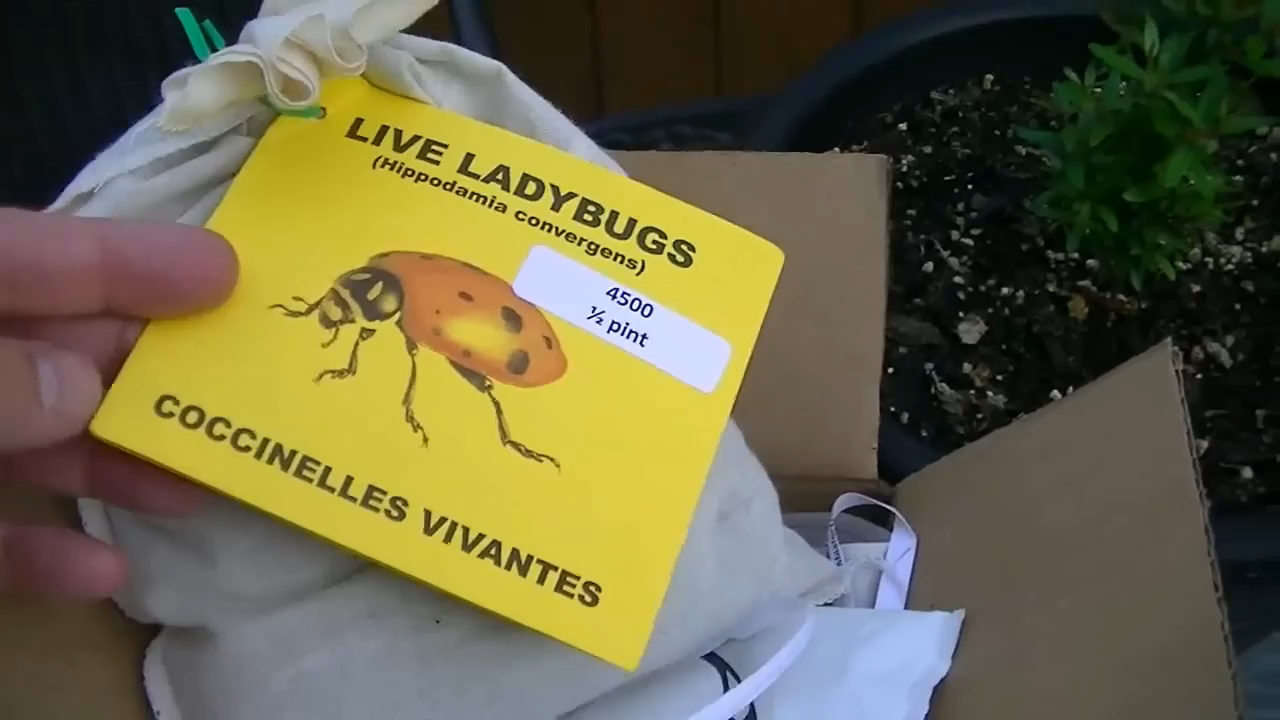 LIVE LADYBUGS
(Hippodamia convergens)
4500
½ pint
COCCINELLES VIVANTES